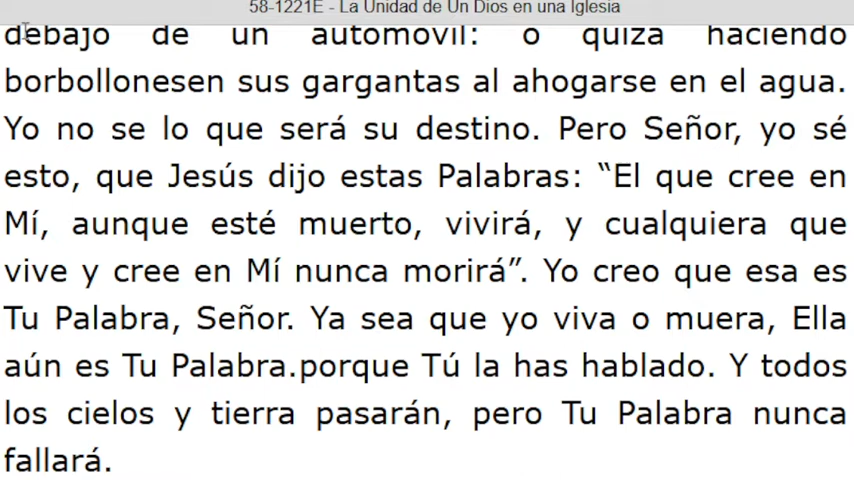 58-1221E - La Unidad de Un Dios en una Iglesia
debajo de un automóvil: o quizá haciendo
borbollonesen sus gargantas al ahogarse en el agua.
Yo no se lo que será su destino. Pero Señor, yo sé
esto, que Jesús dijo estas Palabras: “El que cree en
Mí, aunque esté muerto, vivirá, y cualquiera que
vive y cree en Mí nunca morirá”. Yo creo que esa es
Tu Palabra, Señor. Ya sea que yo viva o muera, Ella
aún es Tu Palabra.porque Tú la has hablado. Y todos
los cielos y tierra pasarán, pero Tu Palabra nunca
fallará.